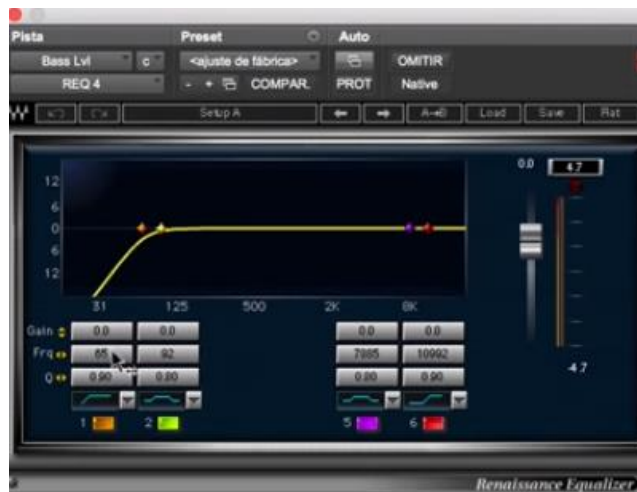 Pista Preset Auto
Bass Lvl c <ajuste de fábrica> OMITIR
REQ 4 - + COMPAR. PROT Native
Setup A A→B Load Save Rat
0.0 4.7
12
6
0
6
12
31 125 500 2K 8K
Gain 0.0 0.0 0.0 0.0
Frq 65 92 7885 10992
-4.7
Q 0.90 0.80 0.80 0.90
1 2 5 6
Renaissance Equalizer